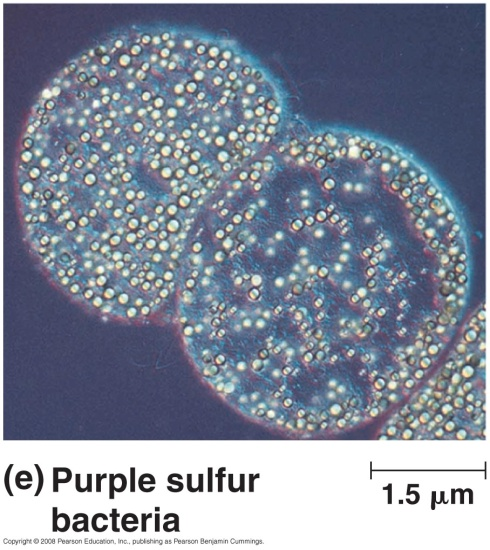 (e) Purple sulfur
bacteria
1.5 μm
Copyright © 2008 Pearson Education, Inc., publishing as Pearson Benjamin Cummings.